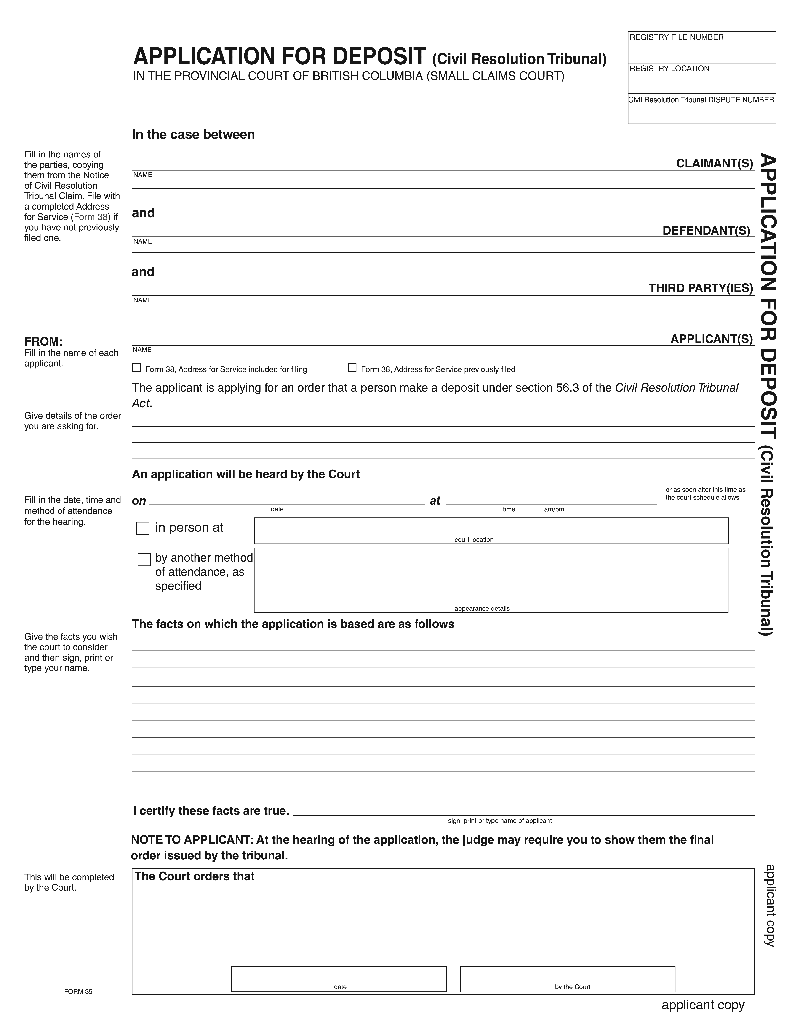 REGISTRY FILE NUMBER
APPLICATION FOR DEPOSIT (Civil Resolution Tribunal)
REGISTRY LOCATION
IN THE PROVINCIAL COURT OF BRITISH COLUMBIA (SMALL CLAIMS COURT)
Civil Resolution Tribunal DISPUTE NUMBER
In the case between
Fill in the names of
the parties, copying
them from the Notice
of Civil Resolution
Tribunal Claim. File with
a completed Address
for Service (Form 38) if
you have not previously
filed one.
CLAIMANT(S)
NAME
and
DEFENDANT(S)
NAME
and
THIRD PARTY(IES)
NAME
FROM:
Fill in the name of each
applicant.
APPLICANT(S)
NAME
Form 38, Address for Service included for filing
Form 38, Address for Service previously filed
The applicant is applying for an order that a person make a deposit under section 56.3 of the Civil Resolution Tribunal
Act.
Give details of the order
you are asking for.
An application will be heard by the Court
Fill in the date, time and
method of attendance
for the hearing.
on
date
at
time
am/pm
or as soon after this time as
the court schedule allows
in person at
court location
by another method
of attendance, as
specified
appearance details
The facts on which the application is based are as follows
Give the facts you wish
the court to consider
and then sign, print or
type your name.
I certify these facts are true.
sign, print or type name of applicant
NOTE TO APPLICANT: At the hearing of the application, the judge may require you to show them the final
order issued by the tribunal.
This will be completed
by the Court.
The Court orders that
date
by the Court
FORM 35
applicant copy
APPLICATION FOR DEPOSIT (Civil Resolution Tribunal)
applicant copy